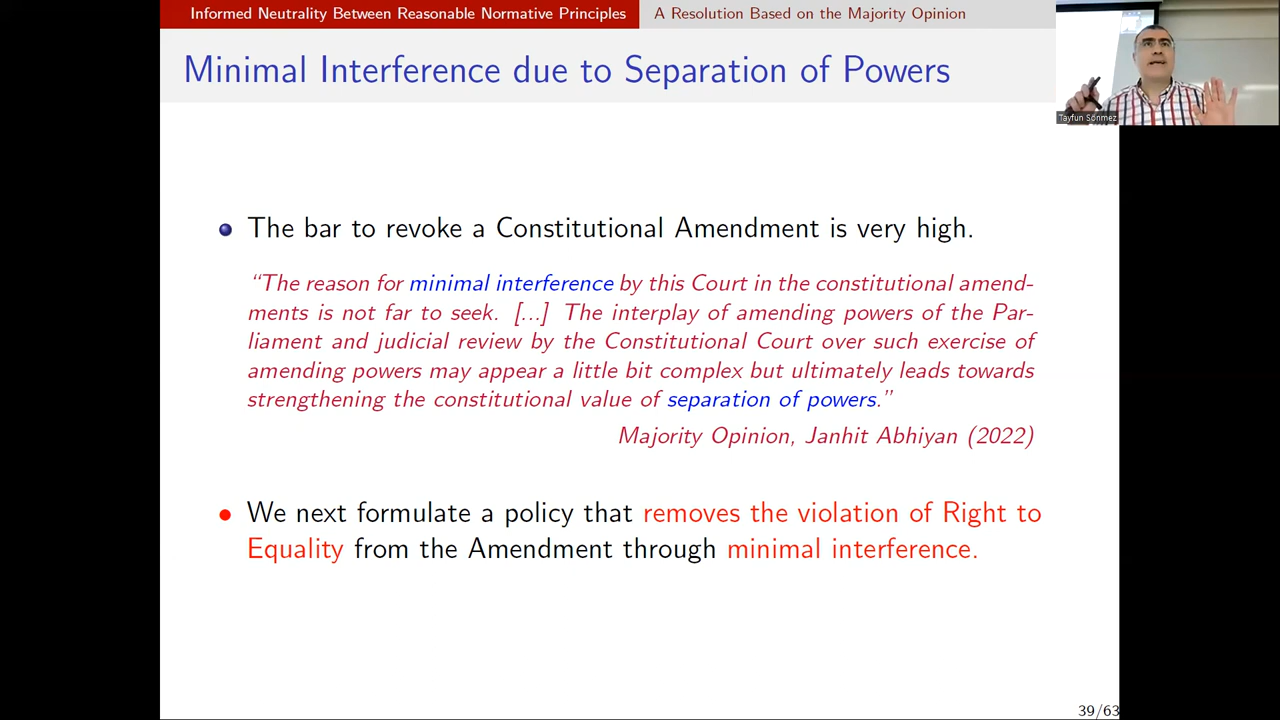 Informed Neutrality Between Reasonable Normative Principles
A Resolution Based on the Majority Opinion
Minimal Interference due to Separation of Powers
Tayfun Sönmez
The bar to revoke a Constitutional Amendment is very high.
“The reason for minimal interference by this Court in the constitutional amend-
ments is not far to seek. [...] The interplay of amending powers of the Par-
liament and judicial review by the Constitutional Court over such exercise of
amending powers may appear a little bit complex but ultimately leads towards
strengthening the constitutional value of separation of powers.”
Majority Opinion, Janhit Abhiyan (2022)
We next formulate a policy that removes the violation of Right to
Equality from the Amendment through minimal interference.
39/63